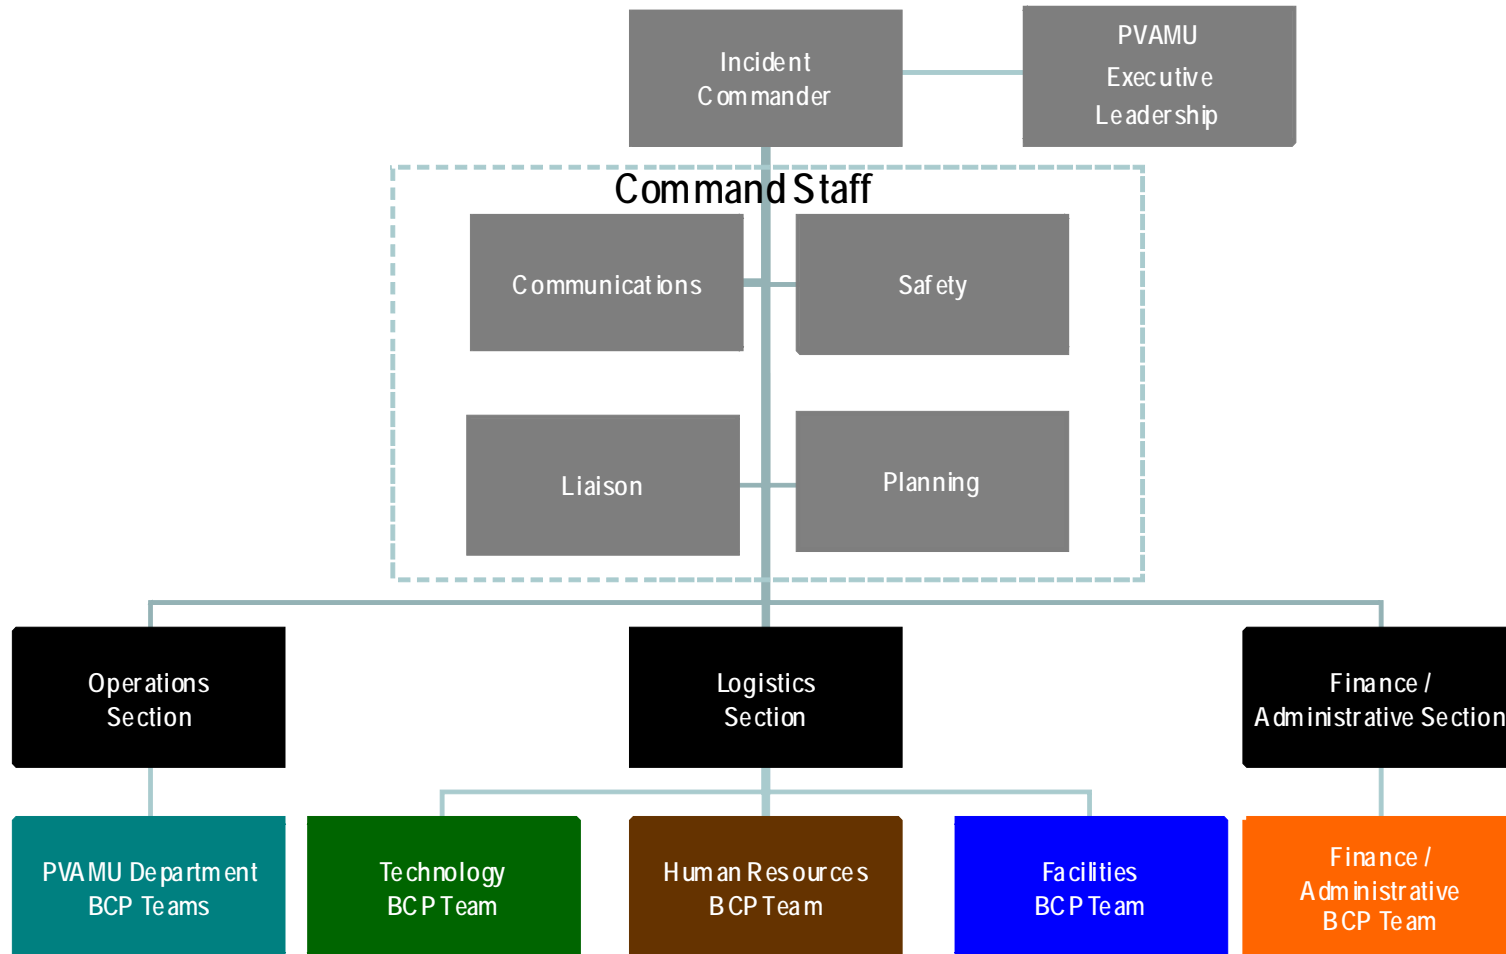 Incident
Commander
PVAMU
Executive
Leadership
Command Staff
Communications
Safety
Liaison
Planning
Operations
Section
Logistics
Section
Finance /
Administrative Section
PVAMU Department
BCP Teams
Technology
BCP Team
Human Resources
BCP Team
Facilities
BCP Team
Finance /
Administrative
BCP Team